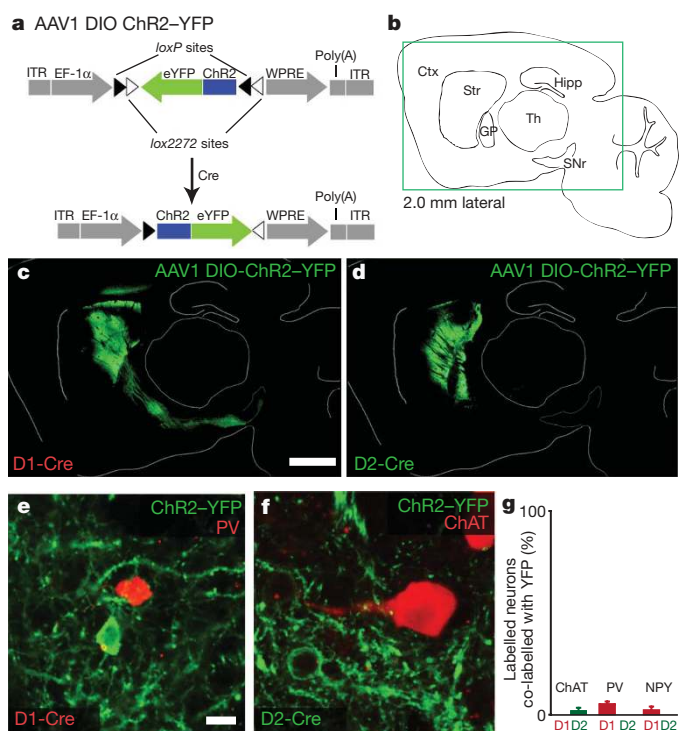 a AAV1 DIO ChR2–YFP
loxP sites
Poly(A)
ITR EF-1α eYFP ChR2 WPRE ITR
lox2272 sites
Cre
Poly(A)
ITR EF-1α ChR2 eYFP WPRE ITR
b
Ctx
Str
Hipp
GP
Th
SNr
2.0 mm lateral
c AAV1 DIO-ChR2–YFP
D1-Cre
d AAV1 DIO-ChR2–YFP
D2-Cre
e ChR2–YFP
PV
D1-Cre
f ChR2–YFP
ChAT
D2-Cre
g
Labelled neurons
co-labelled with YFP (%)
100
0
ChAT PV NPY
D1 D2 D1 D2 D1 D2